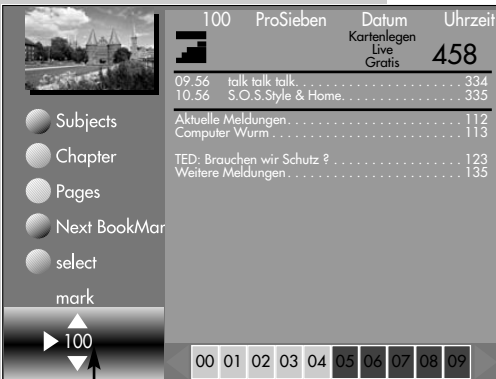 100 ProSieben Datum Uhrzeit
Kartenlegen
Live
Gratis
458
09.56 talk talk talk. . . . . . . . . . . . . . . . . . . . . . . . . . 334
10.56 S.O.S.Style & Home. . . . . . . . . . . . . . . . . . . 335
Aktuelle Meldungen. . . . . . . . . . . . . . . . . . . . . . . . . . . 112
Computer Wurm . . . . . . . . . . . . . . . . . . . . . . . . . . . . . 113
TED: Brauchen wir Schutz ? . . . . . . . . . . . . . . . . . . . . 123
Weitere Meldungen. . . . . . . . . . . . . . . . . . . . . . . . . . . 135
Subjects
Chapter
Pages
Next BookMar
select
mark
100
00 01 02 03 04 05 06 07 08 09